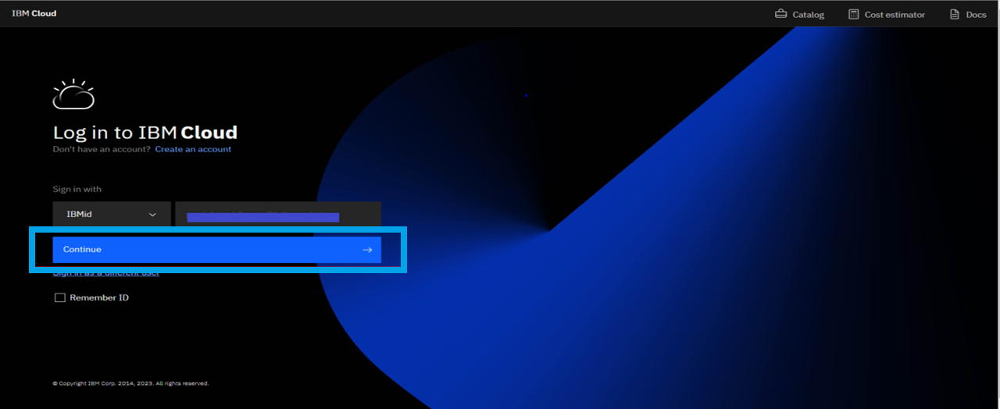 IBM Cloud
Catalog
Cost estimator
Docs
Log in to IBM Cloud
Don't have an account? Create an account
Sign in with
IBMid
Continue
Sign in as a different user
Remember ID
© Copyright IBM Corp. 2014, 2023. All rights reserved.